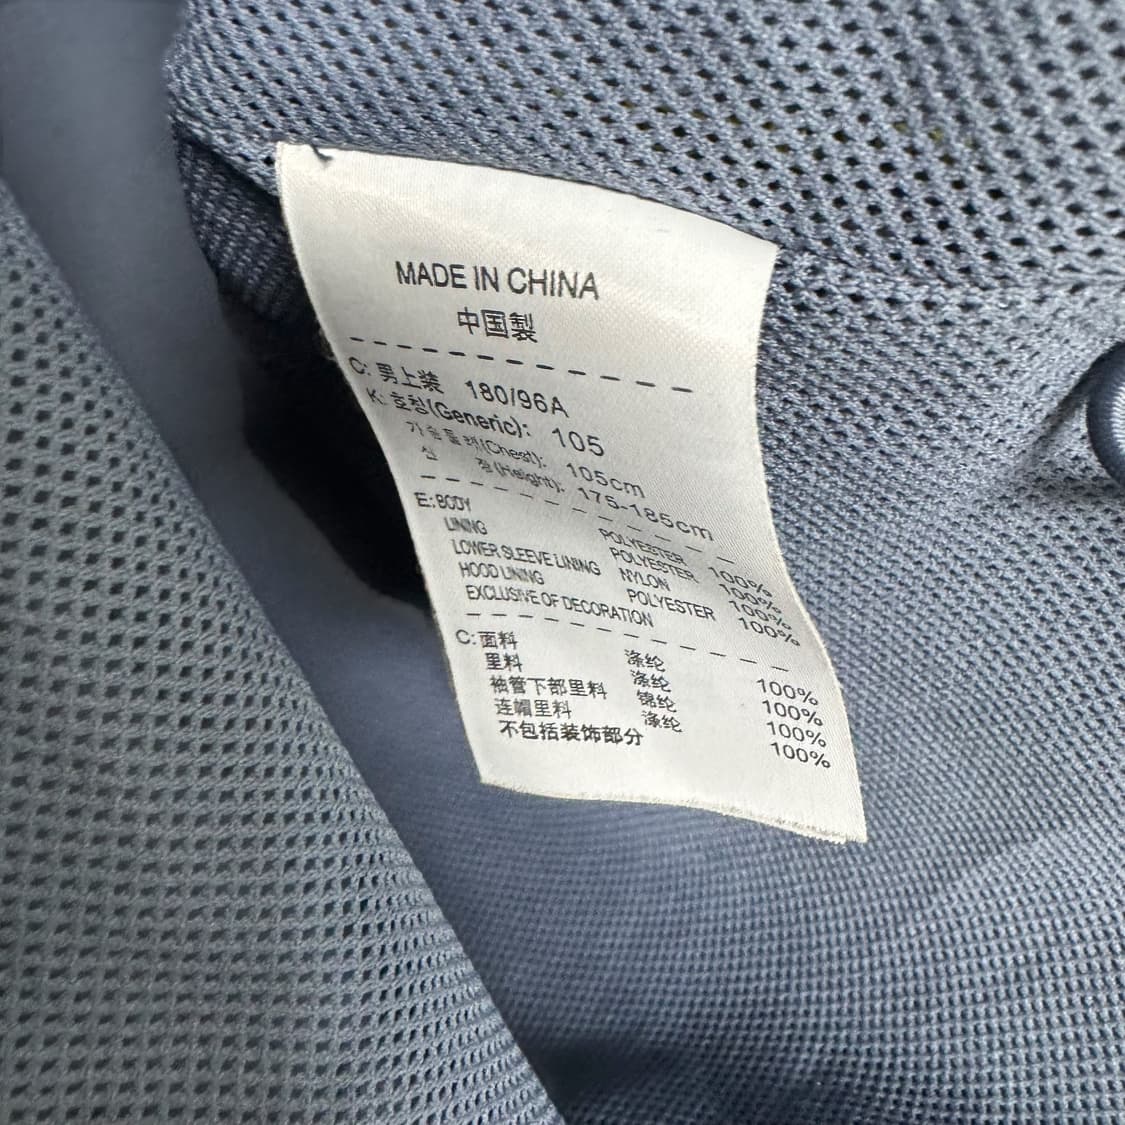 MADE IN CHINA
中国製
C: 男上装 180/96A
K: 호칭(Generic): 105
가슴둘레(Chest): 105cm
신 장(Height): 175-185cm
E: BODY POLYESTER 100%
LINING POLYESTER 100%
LOWER SLEEVE LINING NYLON 100%
HOOD LINING POLYESTER 100%
EXCLUSIVE OF DECORATION
C: 面料 涤纶 100%
里料 涤纶 100%
袖管下部里料 锦纶 100%
连帽里料 涤纶 100%
不包括装饰部分